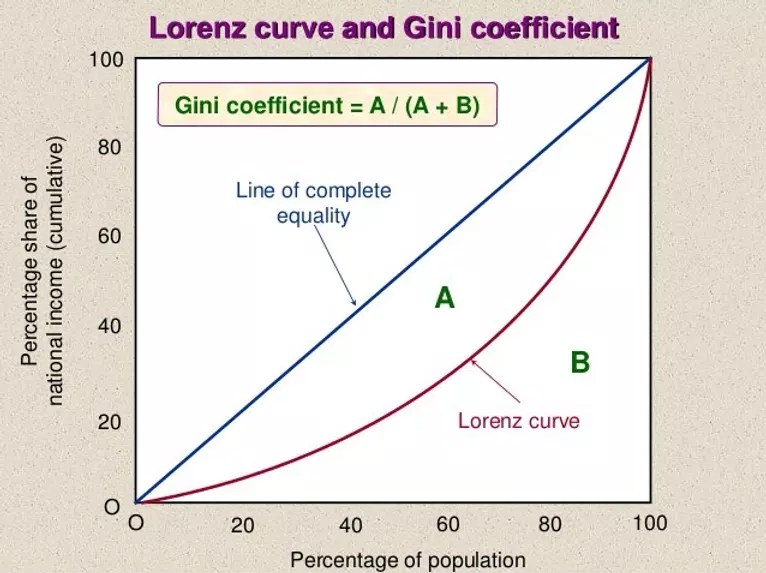 Lorenz curve and Gini coefficient
Percentage share of
national income (cumulative)
100
80
60
40
20
O
Gini coefficient = A / (A + B)
Line of complete
equality
A
B
Lorenz curve
O
20
40
60
80
100
Percentage of population